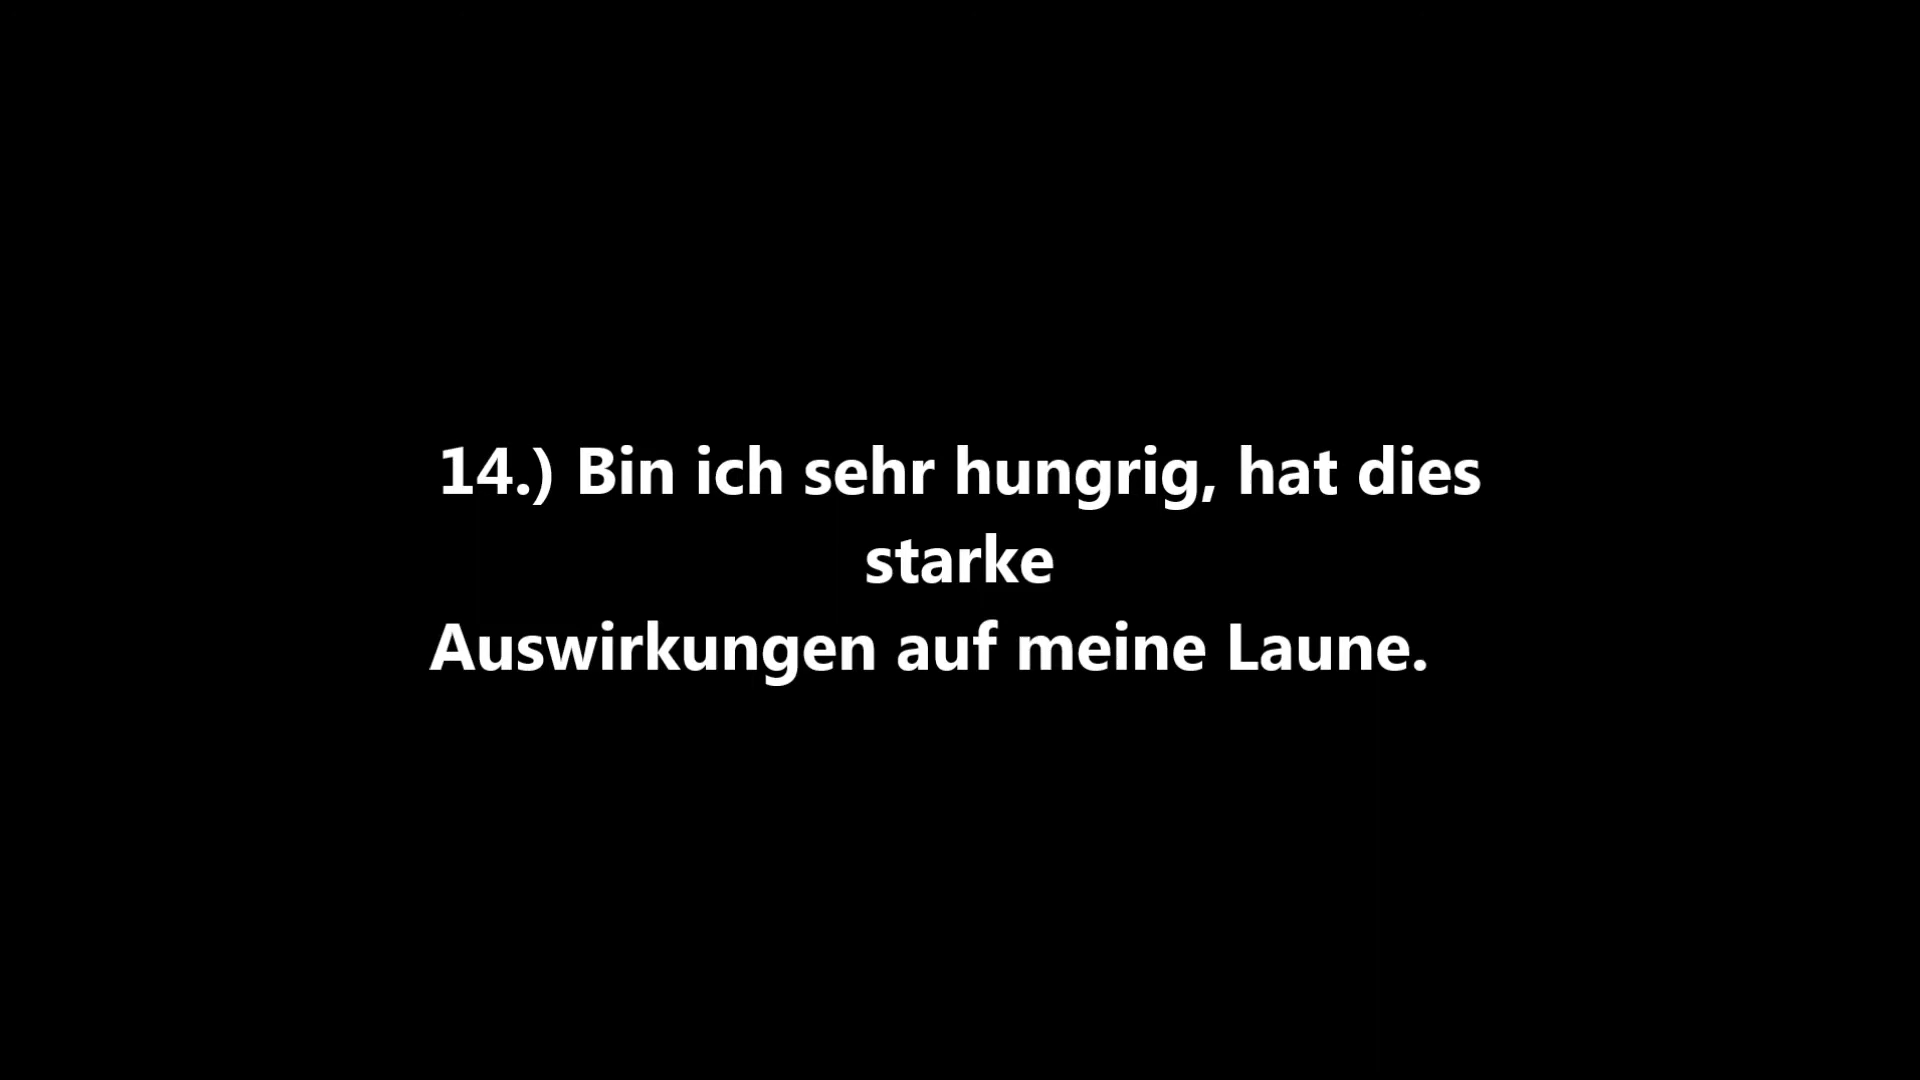 14.) Bin ich sehr hungrig, hat dies
starke
Auswirkungen auf meine Laune.